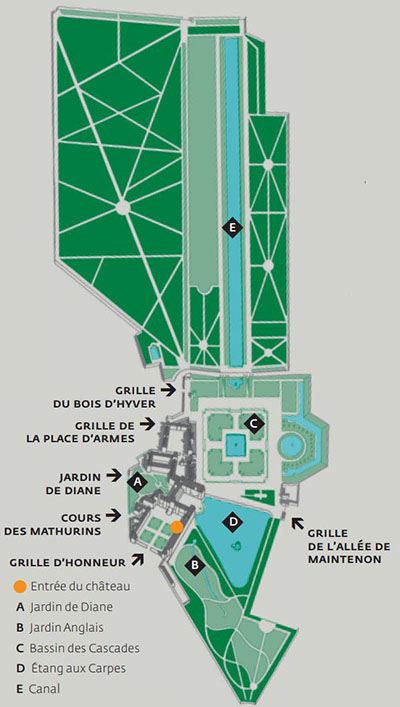 E
GRILLE
DU BOIS D'HYVER
GRILLE DE
LA PLACE D'ARMES
C
JARDIN
DE DIANE
A
COURS
DES MATHURINS
D
GRILLE
DE L'ALLÉE DE
MAINTENON
GRILLE D'HONNEUR
B
Entrée du château
A Jardin de Diane
B Jardin Anglais
C Bassin des Cascades
D Étang aux Carpes
E Canal